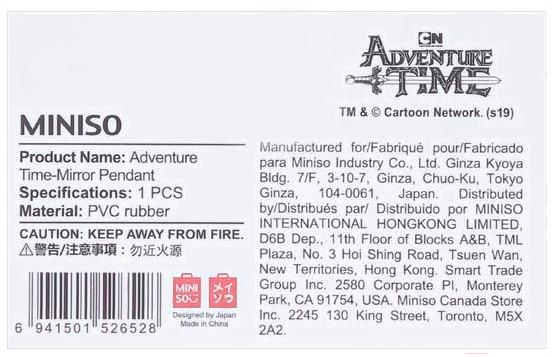 CN
ADVENTURE
TIME
TM & © Cartoon Network. (s19)
MINISO
Product Name: Adventure
Time-Mirror Pendant
Specifications: 1 PCS
Material: PVC rubber
CAUTION: KEEP AWAY FROM FIRE.
⚠警告/注意事項：勿近火源
MINI
SO
メイ
ソウ
Designed by Japan
Made in China
6 941501 526528
Manufactured for/Fabriqué pour/Fabricado
para Miniso Industry Co., Ltd. Ginza Kyoya
Bldg. 7/F, 3-10-7, Ginza, Chuo-Ku, Tokyo
Ginza, 104-0061, Japan. Distributed
by/Distribués par/ Distribuido por MINISO
INTERNATIONAL HONGKONG LIMITED,
D6B Dep., 11th Floor of Blocks A&B, TML
Plaza, No. 3 Hoi Shing Road, Tsuen Wan,
New Territories, Hong Kong. Smart Trade
Group Inc. 2580 Corporate Pl, Monterey
Park, CA 91754, USA. Miniso Canada Store
Inc. 2245 130 King Street, Toronto, M5X
2A2.